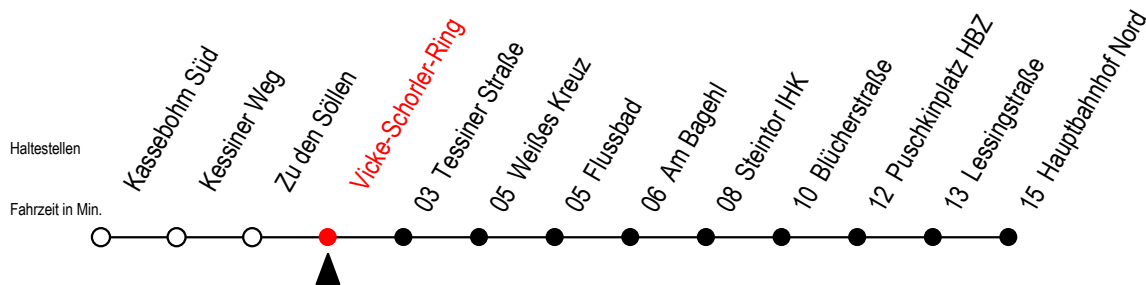 Haltestellen
Fahrzeit in Min.
Kassebohm Süd
Kessiner Weg
Zu den Söllen
Vicke-Schorler-Ring
03 Tessiner Straße
05 Weißes Kreuz
05 Flussbad
06 Am Bagehl
08 Steintor IHK
10 Blücherstraße
12 Puschkinplatz HBZ
13 Lessingstraße
15 Hauptbahnhof Nord